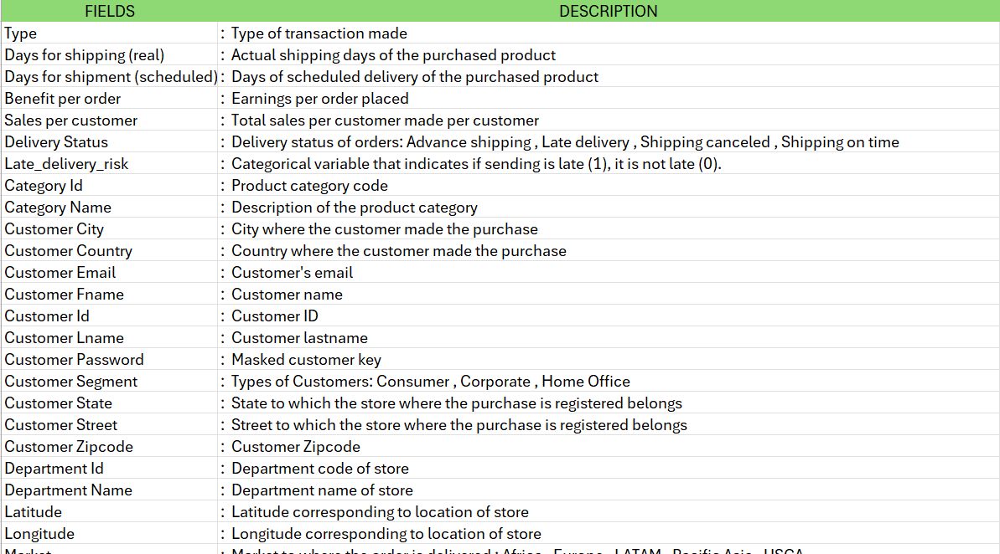 FIELDS DESCRIPTION
Type : Type of transaction made
Days for shipping (real) : Actual shipping days of the purchased product
Days for shipment (scheduled) : Days of scheduled delivery of the purchased product
Benefit per order : Earnings per order placed
Sales per customer : Total sales per customer made per customer
Delivery Status : Delivery status of orders: Advance shipping , Late delivery , Shipping canceled , Shipping on time
Late_delivery_risk : Categorical variable that indicates if sending is late (1), it is not late (0).
Category Id : Product category code
Category Name : Description of the product category
Customer City : City where the customer made the purchase
Customer Country : Country where the customer made the purchase
Customer Email : Customer's email
Customer Fname : Customer name
Customer Id : Customer ID
Customer Lname : Customer lastname
Customer Password : Masked customer key
Customer Segment : Types of Customers: Consumer , Corporate , Home Office
Customer State : State to which the store where the purchase is registered belongs
Customer Street : Street to which the store where the purchase is registered belongs
Customer Zipcode : Customer Zipcode
Department Id : Department code of store
Department Name : Department name of store
Latitude : Latitude corresponding to location of store
Longitude : Longitude corresponding to location of store
Market : Market to where the order is delivered : Africa , Europe , LATAM , Pacific Asia , USCA